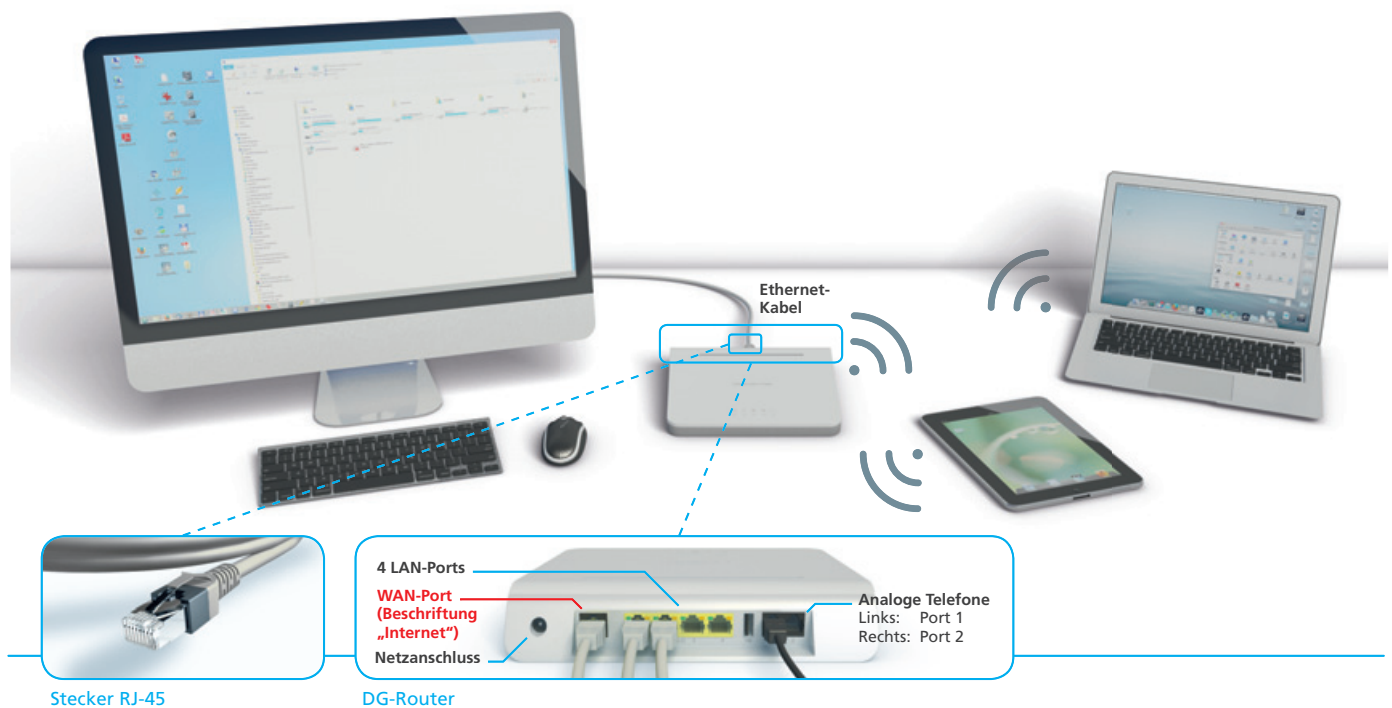 Ethernet-
Kabel
4 LAN-Ports
WAN-Port
(Beschriftung
„Internet“)
Netzanschluss
Analoge Telefone
Links: Port 1
Rechts: Port 2
Stecker RJ-45
DG-Router